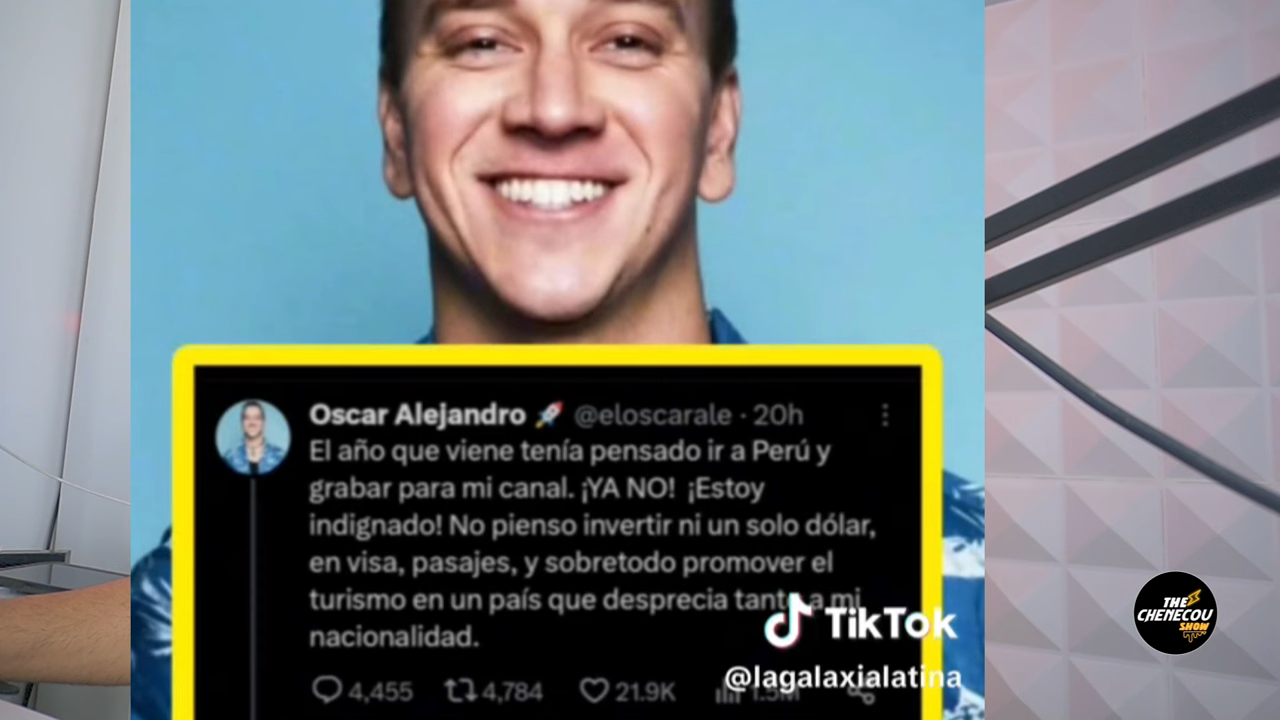 Oscar Alejandro 🚀 @eloscarale · 20h
El año que viene tenía pensado ir a Perú y
grabar para mi canal. ¡YA NO! ¡Estoy
indignado! No pienso invertir ni un solo dólar,
en visa, pasajes, y sobretodo promover el
turismo en un país que desprecia tanto a mi
nacionalidad.
4,455 4,784 21.9K 1.5M
TikTok
@lagalaxialatina
THE
CHENECOU
SHOW